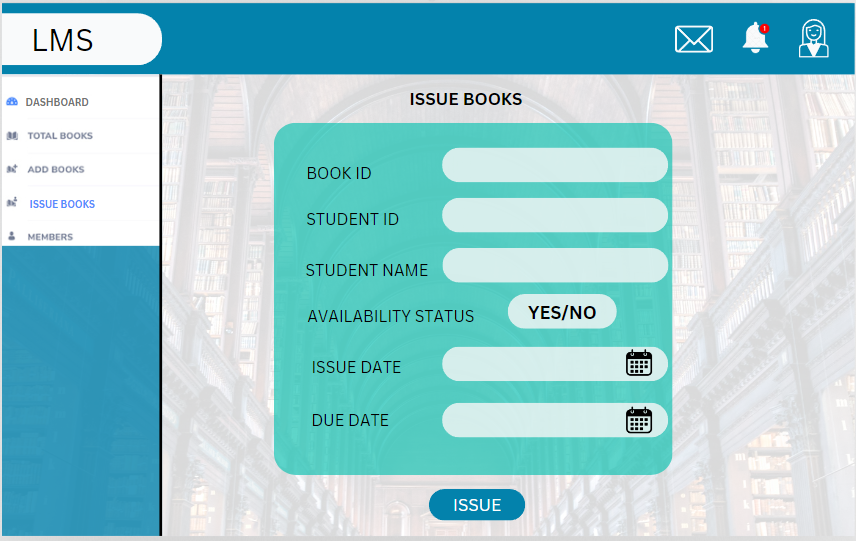 LMS
1
DASHBOARD
TOTAL BOOKS
ADD BOOKS
ISSUE BOOKS
MEMBERS
ISSUE BOOKS
BOOK ID
STUDENT ID
STUDENT NAME
AVAILABILITY STATUS YES/NO
ISSUE DATE
DUE DATE
ISSUE